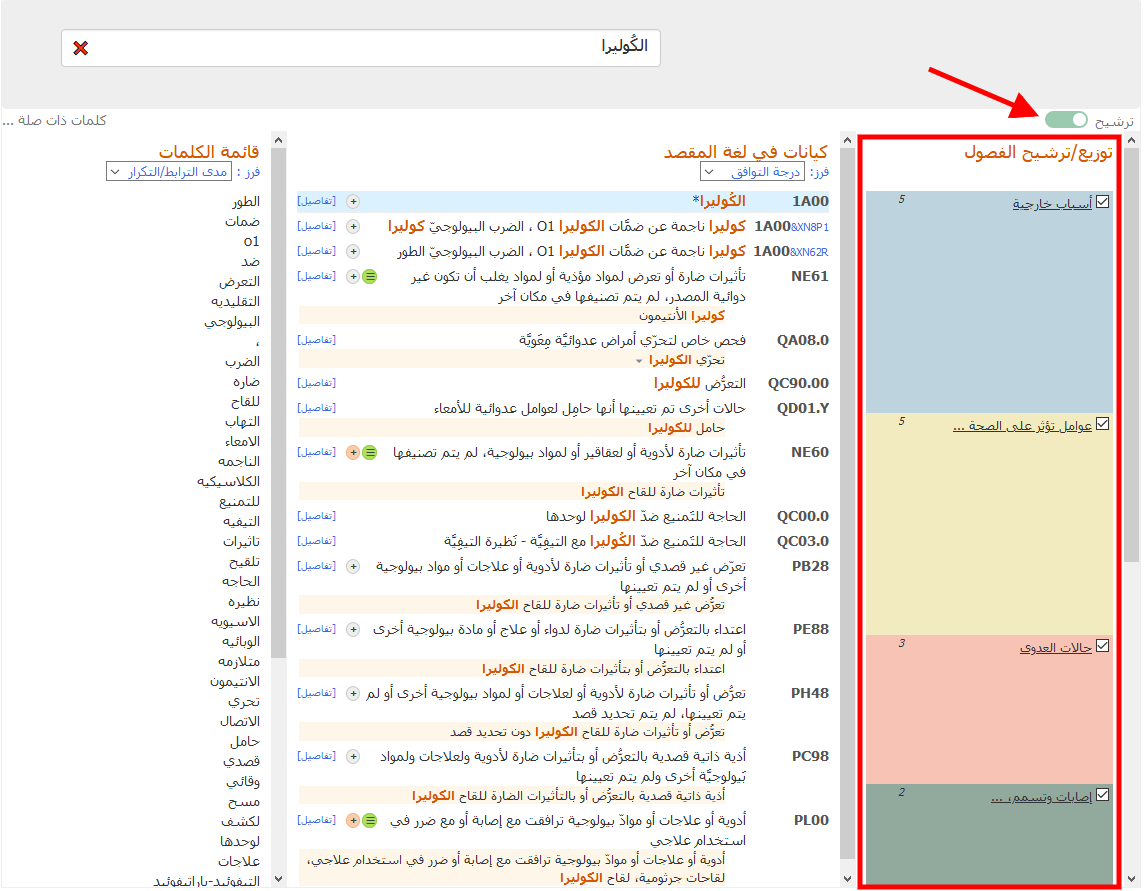 الكُوليرا
ترشيح
كلمات ذات صلة ...
توزيع/ترشيح الفصول
أسباب خارجية
5
عوامل تؤثر على الصحة ...
5
حالات العدوى
3
إصابات وتسمم، ...
2
كيانات في لغة المقصد
فرز: درجة التوافق
1A00 الكُوليرا* [تفاصيل]
1A00&XN8P1 كوليرا ناجمة عن ضمَّات الكوليرا O1 ، الضرب البيولوجيّ كوليرا [تفاصيل]
1A00&XN62R كوليرا ناجمة عن ضمَّات الكوليرا O1 ، الضرب البيولوجيّ الطور [تفاصيل]
NE61 تأثيرات ضارة أو تعرض لمواد مؤذية أو لمواد يغلب أن تكون غير [تفاصيل]
دوائية المصدر، لم يتم تصنيفها في مكان آخر
كوليرا الأنتيمون
QA08.0 فحص خاص لتحرّي أمراض عدوائيَّة مِعَويَّة [تفاصيل]
تحرّي الكوليرا
QC90.00 التعرُّض للكوليرا [تفاصيل]
QD01.Y حالات أخرى تم تعيينها أنها حامِل لعوامل عدوائية للأمعاء [تفاصيل]
حامل للكوليرا
NE60 تأثيرات ضارة لأدوية أو لعقاقير أو لمواد بيولوجية، لم يتم تصنيفها [تفاصيل]
في مكان آخر
تأثيرات ضارة للقاح الكوليرا
QC00.0 الحاجة للتَمنيع ضدّ الكوليرا لوحدها [تفاصيل]
QC03.0 الحاجة للتَمنيع ضدّ الكُوليرا مع التيفِيَّة - نَظيرة التيفِيَّة [تفاصيل]
PB28 تعرّض غير قصدي أو تأثيرات ضارة لأدوية أو علاجات أو مواد بيولوجية [تفاصيل]
أخرى أو لم يتم تعيينها
تعرُّض غير قصدي أو تأثيرات ضارة للقاح الكوليرا
PE88 اعتداء بالتعرُّض أو بتأثيرات ضارة لدواء أو علاج أو مادة بيولوجية أخرى [تفاصيل]
أو لم يتم تعيينها
اعتداء بالتعرُّض أو بتأثيرات ضارة للقاح الكوليرا
PH48 تعرُّض أو تأثيرات ضارة لأدوية أو لعلاجات أو لمواد بيولوجية أخرى أو لم [تفاصيل]
يتم تعيينها، لم يتم تحديد قصد
تعرُّض أو تأثيرات ضارة للقاح الكوليرا دون تحديد قصد
PC98 أذية ذاتية قصدية بالتعرُّض أو بتأثيرات ضارة لأدوية ولعلاجات ولمواد [تفاصيل]
بَيولوجيَّة أخرى ولم يتم تعيينها
أذية ذاتية قصدية بالتعرُّض أو بالتأثيرات الضارة للقاح الكوليرا
PL00 أدوية أو علاجات أو موادّ بيولوجية ترافقت مع إصابة أو مع ضرر في [تفاصيل]
استخدام علاجي
أدوية أو علاجات أو موادّ بيولوجية ترافقت مع إصابة أو ضرر في استخدام علاجي،
لقاحات جرثومية، لقاح الكوليرا
قائمة الكلمات
فرز : مدى الترابط/التكرار
الطور
ضمات
o1
ضد
التعرض
التقليديه
البيولوجي
،
الضرب
ضاره
للقاح
التهاب
الامعاء
الناجمه
الكلاسيكيه
للتمنيع
التيفيه
تاثيرات
تلقيح
الحاجه
نظيره
الاسيويه
الوبائيه
متلازمه
الانتيمون
تحري
الاتصال
حامل
قصدي
وقائي
مسح
لكشف
لوحدها
علاجات
التيفوئيد-باراتيفوئيد